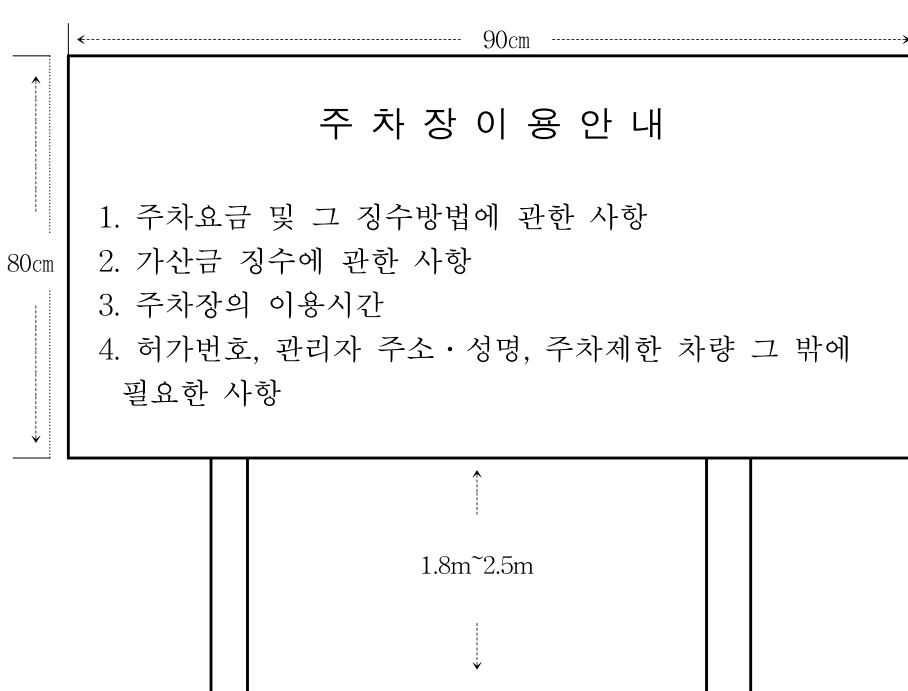 90㎝
주 차 장 이 용 안 내
1. 주차요금 및 그 징수방법에 관한 사항
80㎝
2. 가산금 징수에 관한 사항
3. 주차장의 이용시간
4. 허가번호, 관리자 주소·성명, 주차제한 차량 그 밖에
필요한 사항
1.8m~2.5m